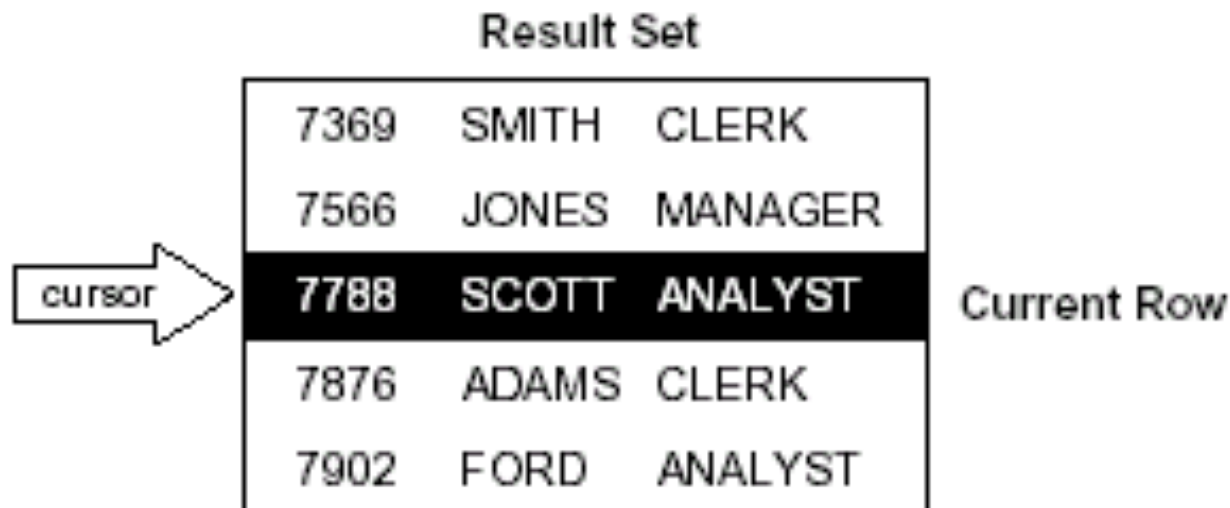 Result Set
7369 SMITH CLERK
7566 JONES MANAGER
cursor 7788 SCOTT ANALYST Current Row
7876 ADAMS CLERK
7902 FORD ANALYST